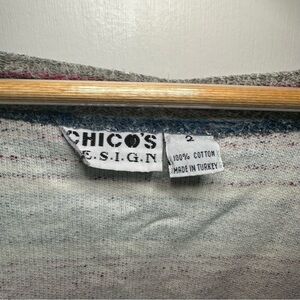 CHICO'S
E.S.I.G.N
2
100% COTTON
MADE IN TURKEY